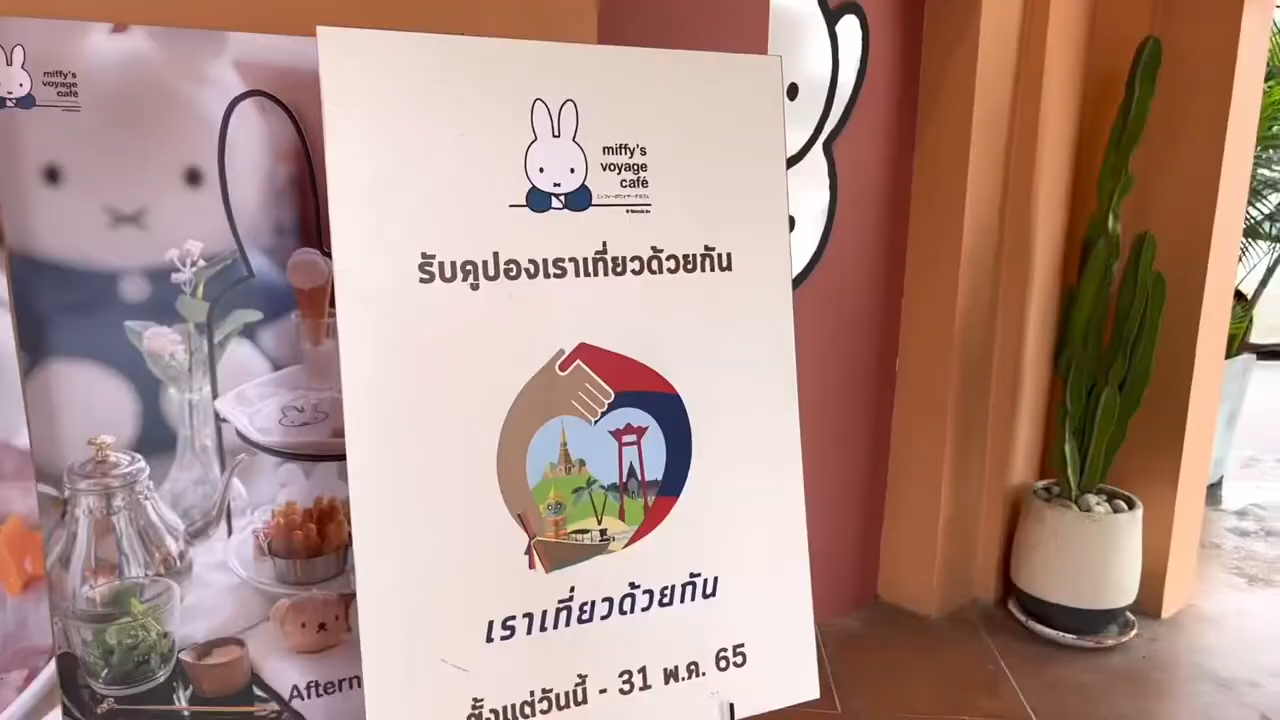 miffy's
voyage
café
miffy's
voyage
café
รับคูปองเราเที่ยวด้วยกัน
เราเที่ยวด้วยกัน
ตั้งแต่วันนี้ - 31 พ.ค. 65
Aftern